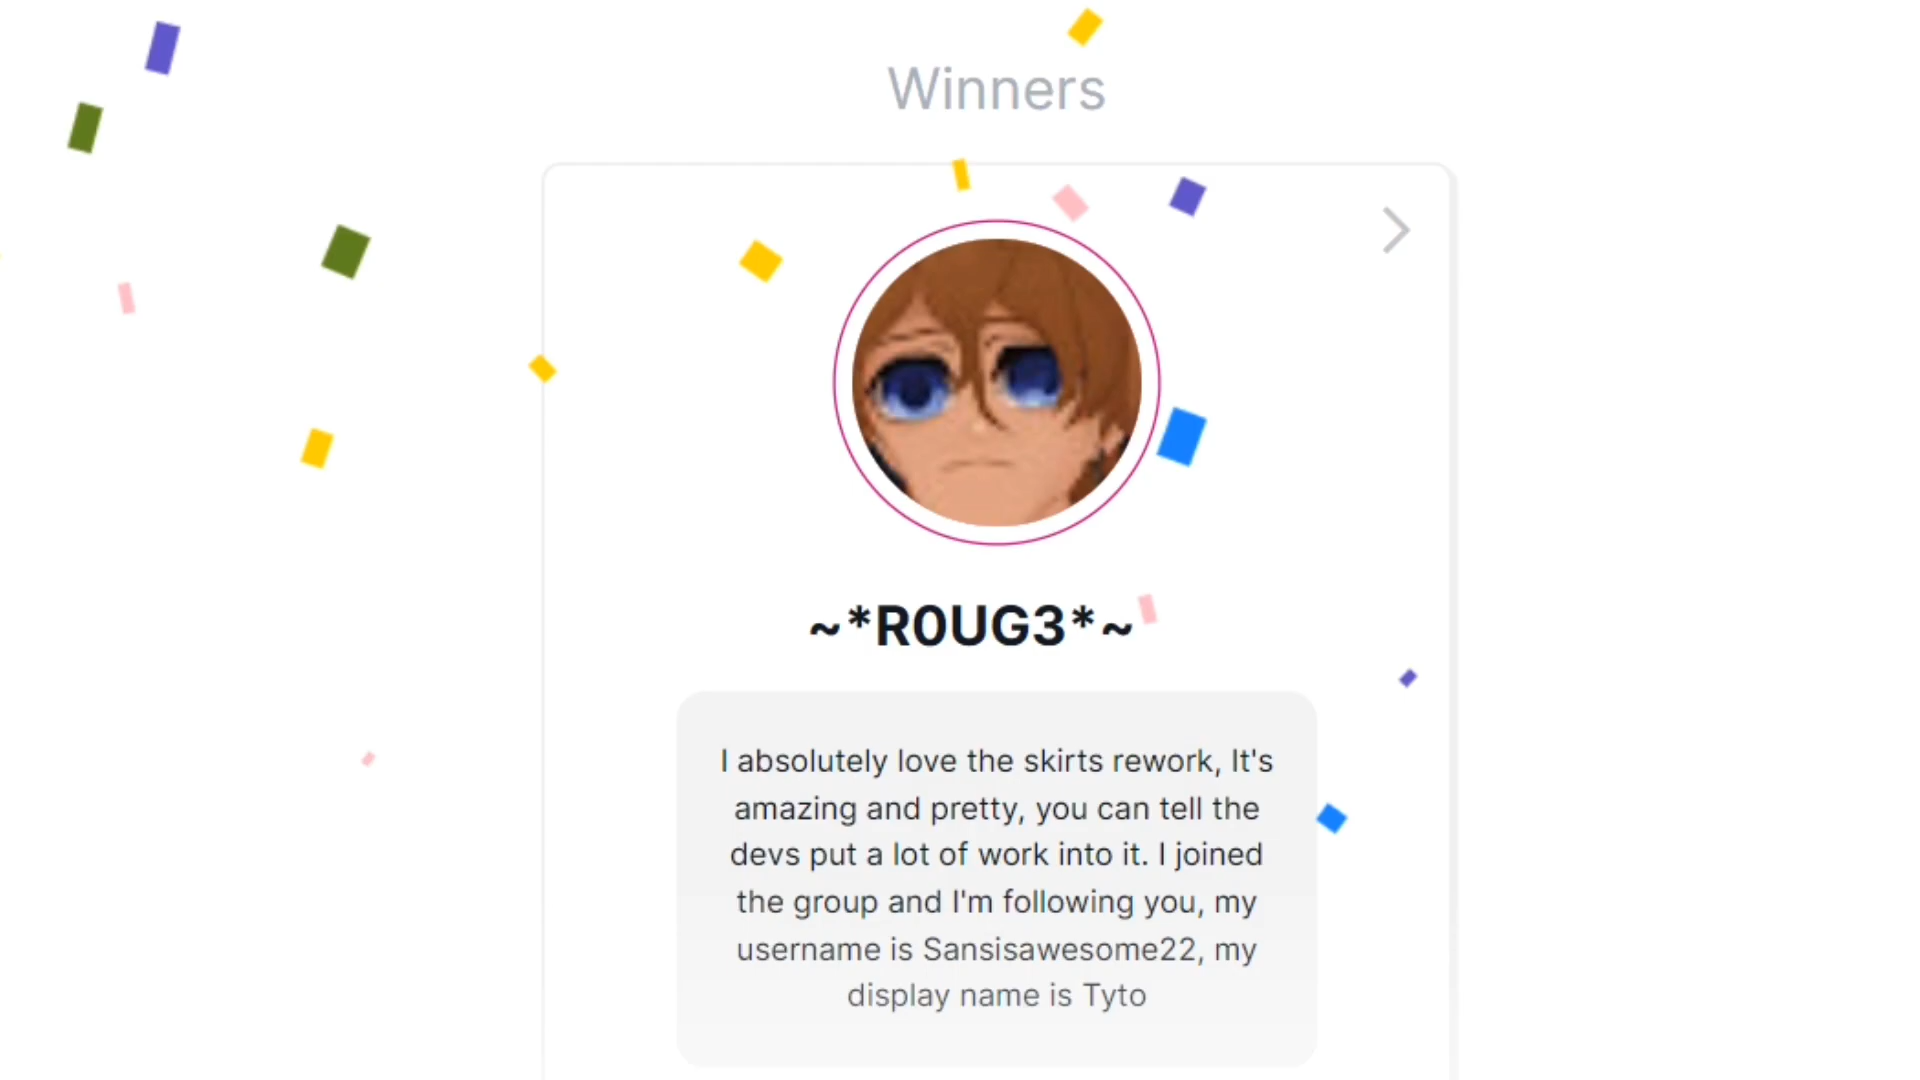 Winners
~*R0UG3*~
I absolutely love the skirts rework, It's
amazing and pretty, you can tell the
devs put a lot of work into it. I joined
the group and I'm following you, my
username is Sansisawesome22, my
display name is Tyto